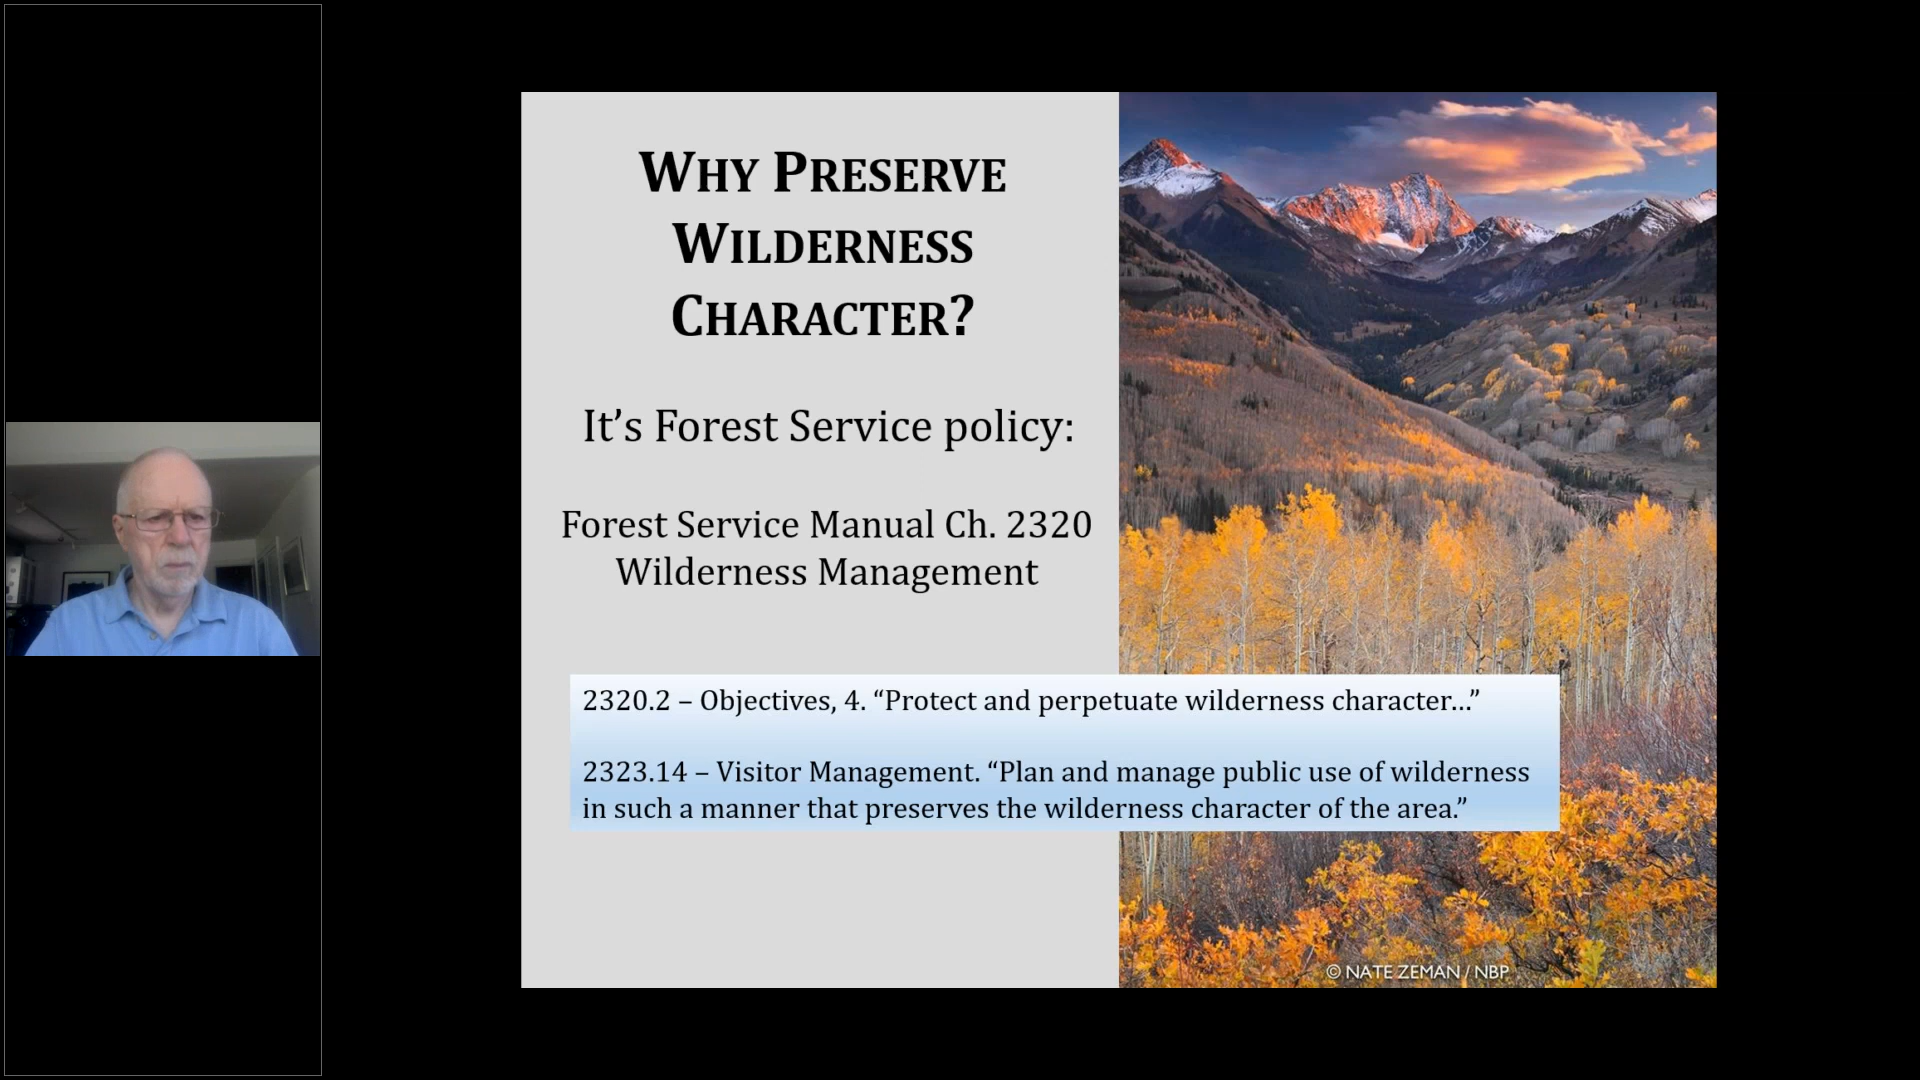 WHY PRESERVE
WILDERNESS
CHARACTER?
It’s Forest Service policy:
Forest Service Manual Ch. 2320
Wilderness Management
2320.2 – Objectives, 4. “Protect and perpetuate wilderness character…”
2323.14 – Visitor Management. “Plan and manage public use of wilderness
in such a manner that preserves the wilderness character of the area.”
© NATE ZEMAN / NBP